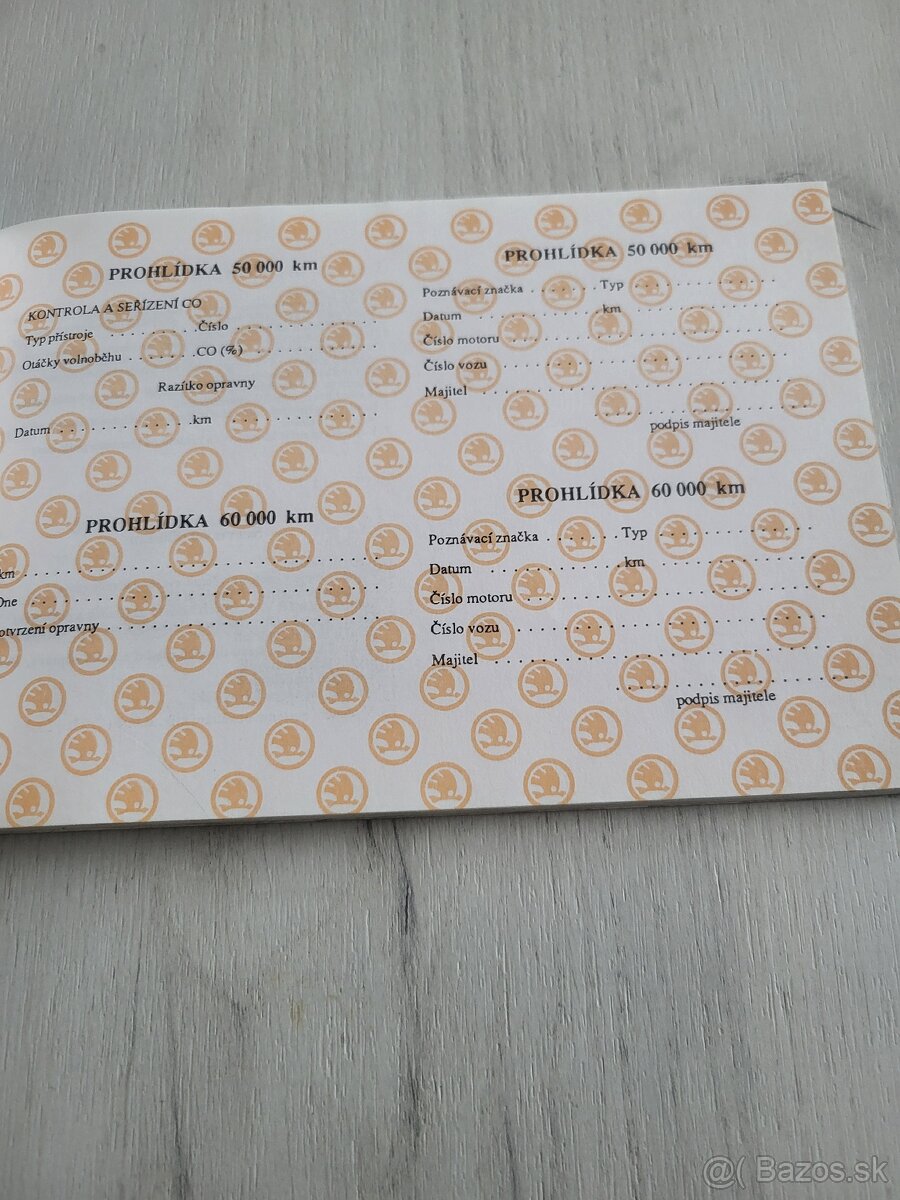 PROHLÍDKA 50 000 km
KONTROLA A SEŘÍZENÍ CO
Typ přístroje . . . . . . . . . . . Číslo . . . . . . . . . . . . . . .
Otáčky volnoběhu . . . . . . . . CO (%) . . . . . . . . . . . . .
Razítko opravny
Datum . . . . . . . . . . . . . . . km . . . . . . . . . . . . . . .
PROHLÍDKA 60 000 km
km . . . . . . . . . . . . . . . . . . . . . . . . . . . . . .
Dne . . . . . . . . . . . . . . . . . . . . . . . . . . . . .
otvrzení opravny . . . . . . . . . . . . . . . . . . . . . .
PROHLÍDKA 50 000 km
Poznávací značka . . . . . . . Typ . . . . . . . . . . . . .
Datum . . . . . . . . . . . . . km . . . . . . . . . . . . .
Číslo motoru . . . . . . . . . . . . . . . . . . . . . . . .
Číslo vozu . . . . . . . . . . . . . . . . . . . . . . . . .
Majitel . . . . . . . . . . . . . . . . . . . . . . . . . . .
podpis majitele
PROHLÍDKA 60 000 km
Poznávací značka . . . . . . . Typ . . . . . . . . . . . . .
Datum . . . . . . . . . . . . . km . . . . . . . . . . . . .
Číslo motoru . . . . . . . . . . . . . . . . . . . . . . . .
Číslo vozu . . . . . . . . . . . . . . . . . . . . . . . . .
Majitel . . . . . . . . . . . . . . . . . . . . . . . . . . .
podpis majitele
@( Bazos.sk